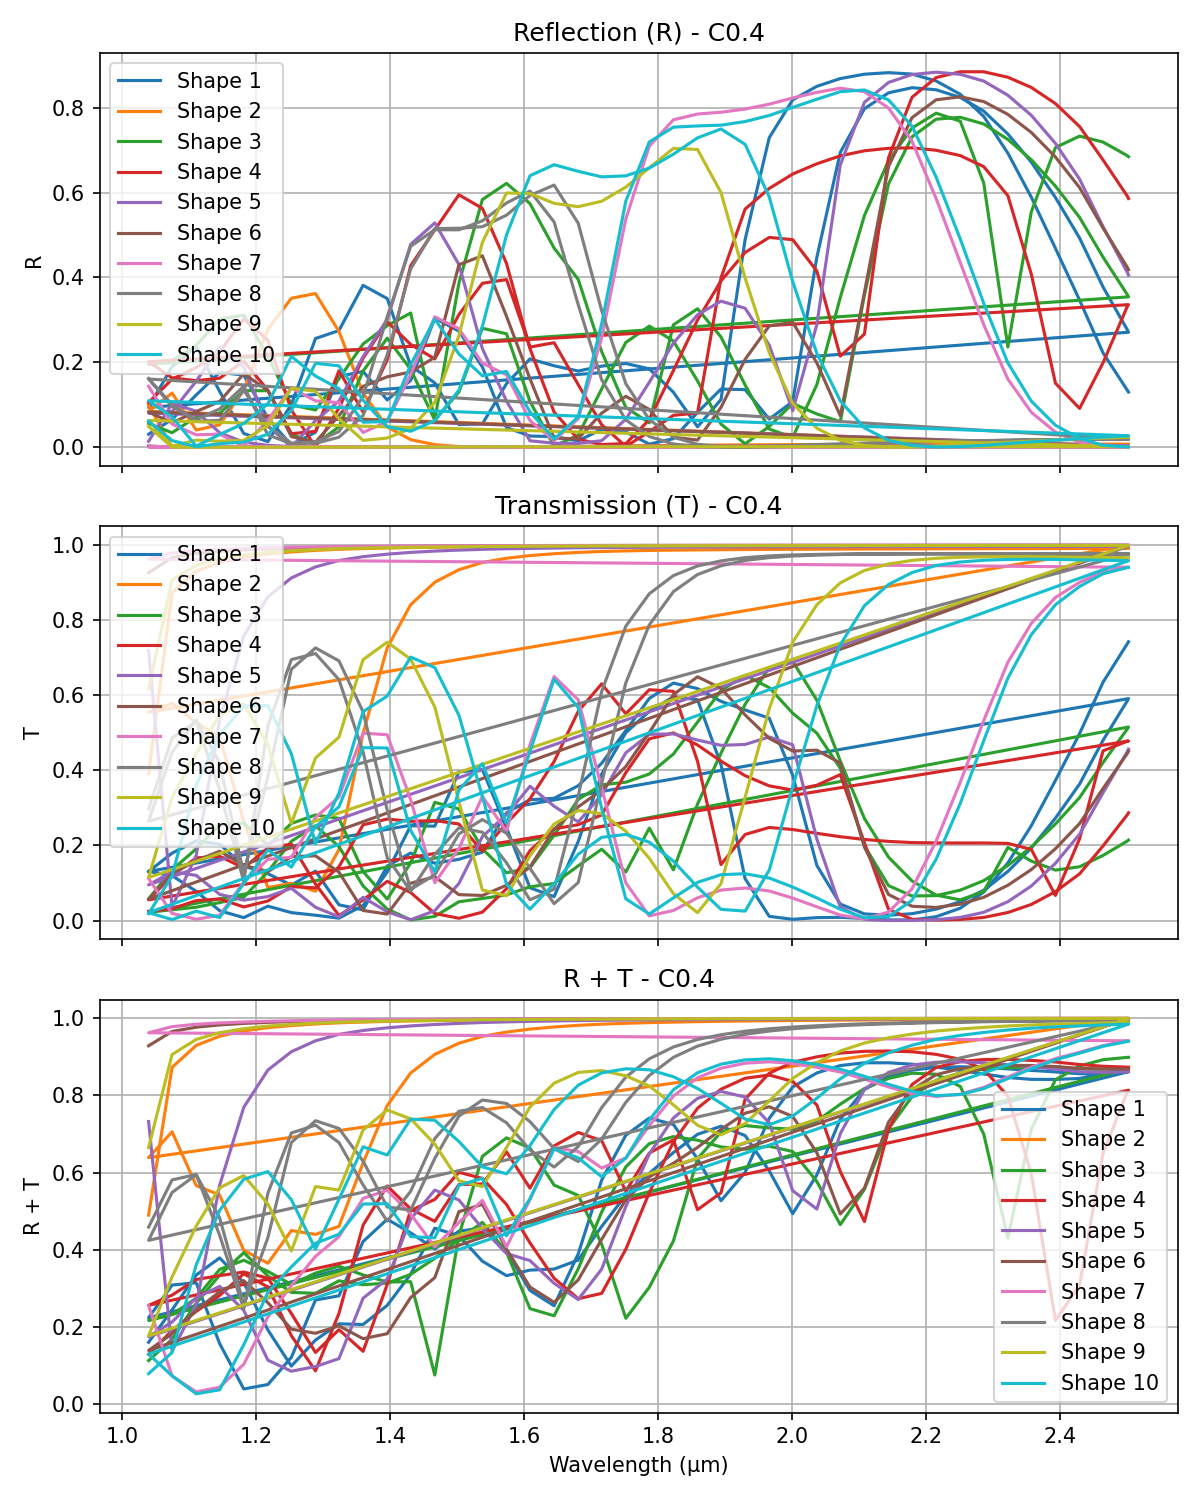 Reflection (R) - C0.4
R
0.8
0.6
0.4
0.2
0.0
Shape 1
Shape 2
Shape 3
Shape 4
Shape 5
Shape 6
Shape 7
Shape 8
Shape 9
Shape 10
Transmission (T) - C0.4
T
1.0
0.8
0.6
0.4
0.2
0.0
Shape 1
Shape 2
Shape 3
Shape 4
Shape 5
Shape 6
Shape 7
Shape 8
Shape 9
Shape 10
R + T - C0.4
R + T
1.0
0.8
0.6
0.4
0.2
0.0
Shape 1
Shape 2
Shape 3
Shape 4
Shape 5
Shape 6
Shape 7
Shape 8
Shape 9
Shape 10
1.0 1.2 1.4 1.6 1.8 2.0 2.2 2.4
Wavelength (μm)